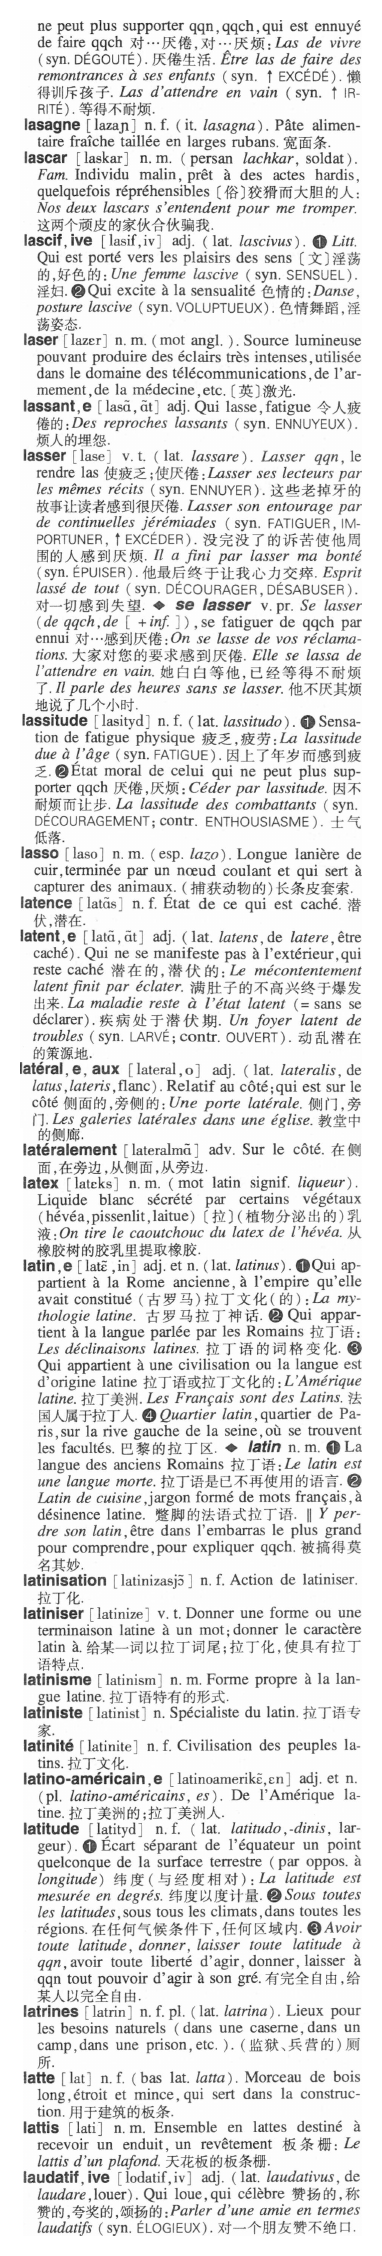 ne peut plus supporter qqn, qqch, qui est ennuyé
de faire qqch 对…厌倦,对…厌烦: Las de vivre
(syn. DÉGOUTÉ). 厌倦生活. Être las de faire des
remontrances à ses enfants (syn. ↑ EXCÉDÉ). 懒
得训斥孩子. Las d'attendre en vain (syn. ↑ IR-
RITÉ). 等得不耐烦.
lasagne [lazaɲ] n. f. (it. lasagna). Pâte alimen-
taire fraîche taillée en larges rubans. 宽面条.
lascar [laskar] n. m. (persan lachkar, soldat).
Fam. Individu malin, prêt à des actes hardis,
quelquefois répréhensibles [俗]狡猾而大胆的人:
Nos deux lascars s'entendent pour me tromper.
这两个顽皮的家伙合伙骗我.
lascif, ive [lasif, iv] adj. (lat. lascivus). ❶ Litt.
Qui est porté vers les plaisirs des sens [文]淫荡
的,好色的: Une femme lascive (syn. SENSUEL).
淫妇. ❷ Qui excite à la sensualité 色情的: Danse,
posture lascive (syn. VOLUPTUEUX). 色情舞蹈,淫
荡姿态.
laser [lazɛr] n. m. (mot angl.). Source lumineuse
pouvant produire des éclairs très intenses, utilisée
dans le domaine des télécommunications, de l'ar-
mement, de la médecine, etc. [英]激光.
lassant, e [lasɑ̃, ɑ̃t] adj. Qui lasse, fatigue 令人疲
倦的: Des reproches lassants (syn. ENNUYEUX).
烦人的埋怨.
lasser [lase] v. t. (lat. lassare). Lasser qqn, le
rendre las 使疲乏;使厌倦: Lasser ses lecteurs par
les mêmes récits (syn. ENNUYER). 这些老掉牙的
故事让读者感到很厌倦. Lasser son entourage par
de continuelles jérémiades (syn. FATIGUER, IM-
PORTUNER, ↑ EXCÉDER). 没完没了的诉苦使他周
围的人感到厌烦. Il a fini par lasser ma bonté
(syn. ÉPUISER). 他最后终于让我心力交瘁. Esprit
lassé de tout (syn. DÉCOURAGER, DÉSABUSER).
对一切感到失望. ◆ se lasser v. pr. Se lasser
(de qqch, de [+inf.]), se fatiguer de qqch par
ennui 对…感到厌倦: On se lasse de vos réclama-
tions. 大家对您的要求感到厌倦. Elle se lassa de
l'attendre en vain. 她白白等他,已经等得不耐烦
了. Il parle des heures sans se lasser. 他不厌其烦
地说了几个小时.
lassitude [lasityd] n. f. (lat. lassitudo). ❶ Sensa-
tion de fatigue physique 疲乏,疲劳: La lassitude
due à l'âge (syn. FATIGUE). 因上了年岁而感到疲
乏. ❷ État moral de celui qui ne peut plus sup-
porter qqch 厌倦,厌烦: Céder par lassitude. 因不
耐烦而让步. La lassitude des combattants (syn.
DÉCOURAGEMENT; contr. ENTHOUSIASME). 士气
低落.
lasso [laso] n. m. (esp. lazo). Longue lanière de
cuir, terminée par un nœud coulant et qui sert à
capturer des animaux. (捕获动物的)长条皮套索.
latence [latɑ̃s] n. f. État de ce qui est caché. 潜
伏,潜在.
latent, e [latɑ̃, ɑ̃t] adj. (lat. latens, de latere, être
caché). Qui ne se manifeste pas à l'extérieur, qui
reste caché 潜在的,潜伏的: Le mécontentement
latent finit par éclater. 满肚子的不高兴终于爆发
出来. La maladie reste à l'état latent (= sans se
déclarer). 疾病处于潜伏期. Un foyer latent de
troubles (syn. LARVÉ; contr. OUVERT). 动乱潜在
的策源地.
latéral, e, aux [lateral, o] adj. (lat. lateralis, de
latus, lateris, flanc). Relatif au côté; qui est sur le
côté 侧面的,旁侧的: Une porte latérale. 侧门,旁
门. Les galeries latérales dans une église. 教堂中
的侧廊.
latéralement [lateralmɑ̃] adv. Sur le côté. 在侧
面,在旁边,从侧面,从旁边.
latex [latɛks] n. m. (mot latin signif. liqueur).
Liquide blanc sécrété par certains végétaux
(hévéa, pissenlit, laitue) [拉](植物分泌出的)乳
液: On tire le caoutchouc du latex de l'hévéa. 从
橡胶树的胶乳里提取橡胶.
latin, e [latɛ̃, in] adj. et n. (lat. latinus). ❶ Qui ap-
partient à la Rome ancienne, à l'empire qu'elle
avait constitué (古罗马)拉丁文化(的): La my-
thologie latine. 古罗马拉丁神话. ❷ Qui appar-
tient à la langue parlée par les Romains 拉丁语:
Les déclinaisons latines. 拉丁语的词格变化. ❸
Qui appartient à une civilisation ou la langue est
d'origine latine 拉丁语或拉丁文化的: L'Amérique
latine. 拉丁美洲. Les Français sont des Latins. 法
国人属于拉丁人. ❹ Quartier latin, quartier de Pa-
ris, sur la rive gauche de la seine, où se trouvent
les facultés. 巴黎的拉丁区. ◆ latin n. m. ❶ La
langue des anciens Romains 拉丁语: Le latin est
une langue morte. 拉丁语是已不再使用的语言. ❷
Latin de cuisine, jargon formé de mots français, à
désinence latine. 蹩脚的法语式拉丁语. ‖ Y per-
dre son latin, être dans l'embarras le plus grand
pour comprendre, pour expliquer qqch. 被搞得莫
名其妙.
latinisation [latinizasjɔ̃] n. f. Action de latiniser.
拉丁化.
latiniser [latinize] v. t. Donner une forme ou une
terminaison latine à un mot; donner le caractère
latin à. 给某一词以拉丁词尾;拉丁化,使具有拉丁
语特点.
latinisme [latinism] n. m. Forme propre à la lan-
gue latine. 拉丁语特有的形式.
latiniste [latinist] n. Spécialiste du latin. 拉丁语专
家.
latinité [latinite] n. f. Civilisation des peuples la-
tins. 拉丁文化.
latino-américain, e [latinoamerikɛ̃, ɛn] adj. et n.
(pl. latino-américains, es). De l'Amérique la-
tine. 拉丁美洲的;拉丁美洲人.
latitude [latityd] n. f. (lat. latitudo, -dinis, lar-
geur). ❶ Écart séparant de l'équateur un point
quelconque de la surface terrestre (par oppos. à
longitude) 纬度(与经度相对): La latitude est
mesurée en degrés. 纬度以度计量. ❷ Sous toutes
les latitudes, sous tous les climats, dans toutes les
régions. 在任何气候条件下,任何区域内. ❸ Avoir
toute latitude, donner, laisser toute latitude à
qqn, avoir toute liberté d'agir, donner, laisser à
qqn tout pouvoir d'agir à son gré. 有完全自由,给
某人以完全自由.
latrines [latrin] n. f. pl. (lat. latrina). Lieux pour
les besoins naturels (dans une caserne, dans un
camp, dans une prison, etc.). (监狱、兵营的)厕
所.
latte [lat] n. f. (bas lat. latta). Morceau de bois
long, étroit et mince, qui sert dans la construc-
tion. 用于建筑的板条.
lattis [lati] n. m. Ensemble en lattes destiné à
recevoir un enduit, un revêtement 板条栅: Le
lattis d'un plafond. 天花板的板条栅.
laudatif, ive [lodatif, iv] adj. (lat. laudativus, de
laudare, louer). Qui loue, qui célèbre 赞扬的,称
赞的,夸奖的,颂扬的: Parler d'une amie en termes
laudatifs (syn. ÉLOGIEUX). 对一个朋友赞不绝口.